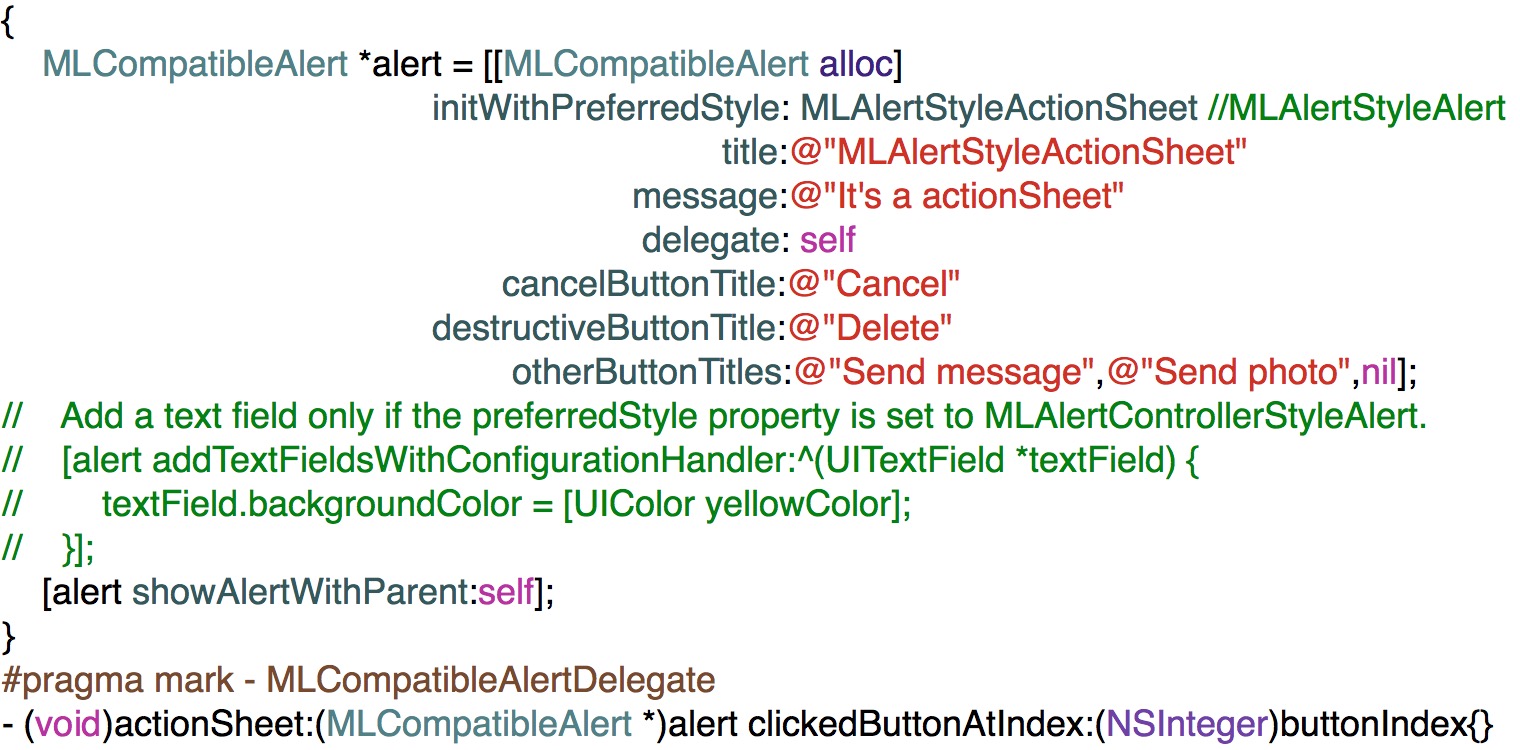 {
MLCompatibleAlert *alert = [[MLCompatibleAlert alloc]
initWithPreferredStyle: MLAlertStyleActionSheet //MLAlertStyleAlert
title:@"MLAlertStyleActionSheet"
message:@"It's a actionSheet"
delegate: self
cancelButtonTitle:@"Cancel"
destructiveButtonTitle:@"Delete"
otherButtonTitles:@"Send message",@"Send photo",nil];
// Add a text field only if the preferredStyle property is set to MLAlertControllerStyleAlert.
// [alert addTextFieldsWithConfigurationHandler:^(UITextField *textField) {
// textField.backgroundColor = [UIColor yellowColor];
// }];
[alert showAlertWithParent:self];
}
#pragma mark - MLCompatibleAlertDelegate
- (void)actionSheet:(MLCompatibleAlert *)alert clickedButtonAtIndex:(NSInteger)buttonIndex{}